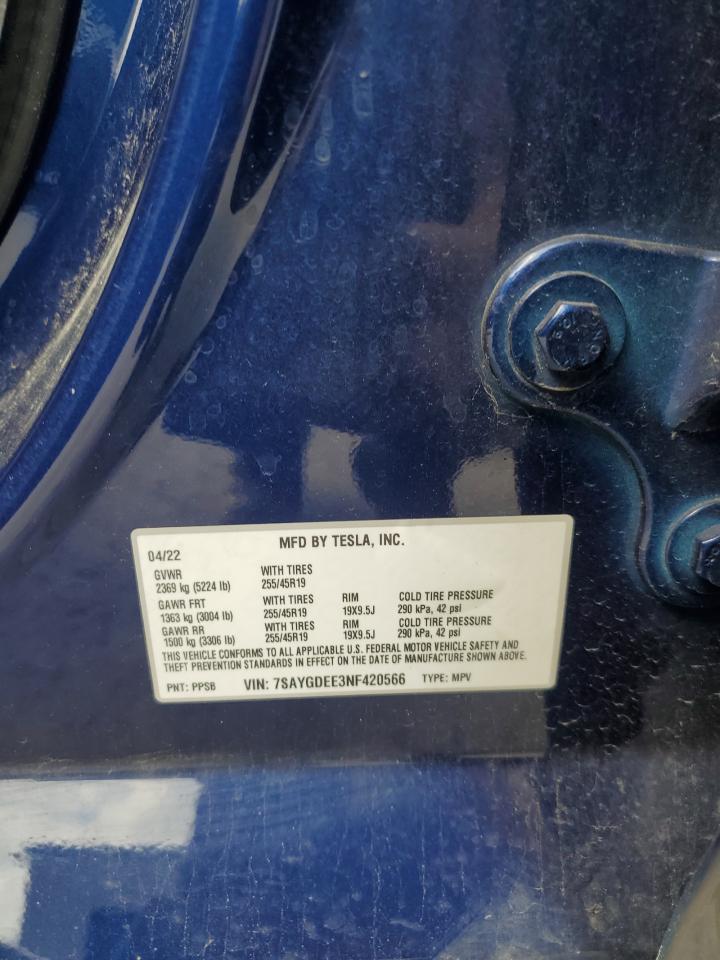 MFD BY TESLA, INC.
04/22
GVWR WITH TIRES
2369 kg (5224 lb) 255/45R19
GAWR FRT WITH TIRES RIM COLD TIRE PRESSURE
1363 kg (3004 lb) 255/45R19 19X9.5J 290 kPa, 42 psi
GAWR RR WITH TIRES RIM COLD TIRE PRESSURE
1500 kg (3306 lb) 255/45R19 19X9.5J 290 kPa, 42 psi
THIS VEHICLE CONFORMS TO ALL APPLICABLE U.S. FEDERAL MOTOR VEHICLE SAFETY AND
THEFT PREVENTION STANDARDS IN EFFECT ON THE DATE OF MANUFACTURE SHOWN ABOVE.
PNT: PPSB VIN: 7SAYGDEE3NF420566 TYPE: MPV